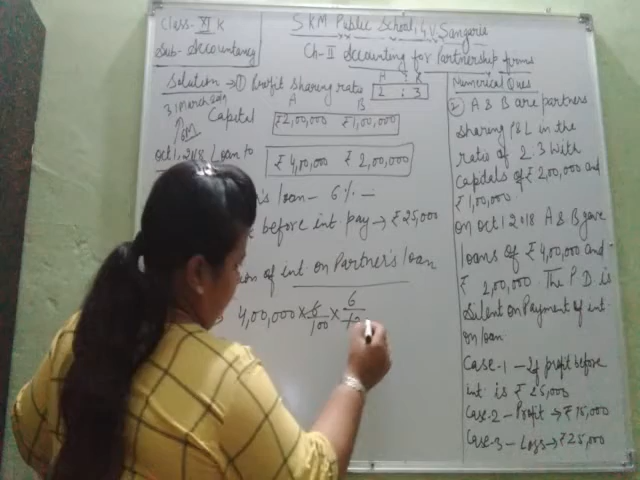 Class - XI K
Sub - Accountancy
SKM Public School, Sangaria
Ch-II Accounting for Partnership firms
Solution → ① Profit sharing ratio
A B
2 : 3
31 March
6M
A B
Capital ₹2,00,000 ₹1,00,000
Oct 1, 2018 Loan to ₹4,00,000 ₹2,00,000
's loan - 6% -
before int pay → ₹25,000
on of int on Partner's loan
4,00,000 × 6/100 × 6/12
Numerical Ques
A & B are partners
sharing P&L in the
ratio of 2:3 with
capitals of ₹2,00,000 and
₹1,00,000
on Oct 1 2018 A & B gave
loans of ₹4,00,000 and
₹2,00,000. The P.D. is
Silent on Payment of int-
on loan
Case-1 - If profit before
int is ₹25,000
Case-2 - Profit → ₹15,000
Case-3 - Loss → ₹25,000